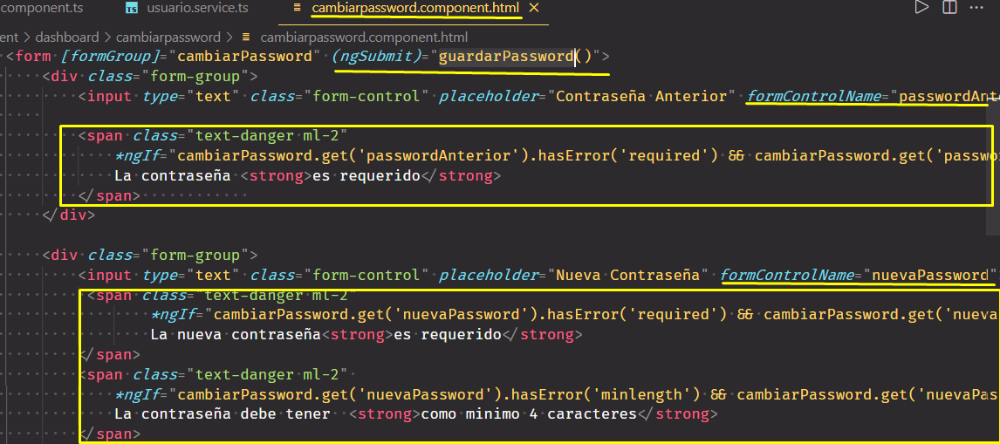 component.ts TS usuario.service.ts cambiarpassword.component.html ×
ent > dashboard > cambiarpassword > cambiarpassword.component.html
<form [formGroup]="cambiarPassword" (ngSubmit)="guardarPassword()">
<div class="form-group">
<input type="text" class="form-control" placeholder="Contraseña Anterior" formControlName="passwordAnte
<span class="text-danger ml-2"
*ngIf="cambiarPassword.get('passwordAnterior').hasError('required') && cambiarPassword.get('passwor
La contraseña <strong>es requerido</strong>
</span>
</div>
<div class="form-group">
<input type="text" class="form-control" placeholder="Nueva Contraseña" formControlName="nuevaPassword"
<span class="text-danger ml-2"
*ngIf="cambiarPassword.get('nuevaPassword').hasError('required') && cambiarPassword.get('nueva
La nueva contraseña<strong>es requerido</strong>
</span>
<span class="text-danger ml-2"
*ngIf="cambiarPassword.get('nuevaPassword').hasError('minlength') && cambiarPassword.get('nuevaPas
La contraseña debe tener <strong>como minimo 4 caracteres</strong>
</span>